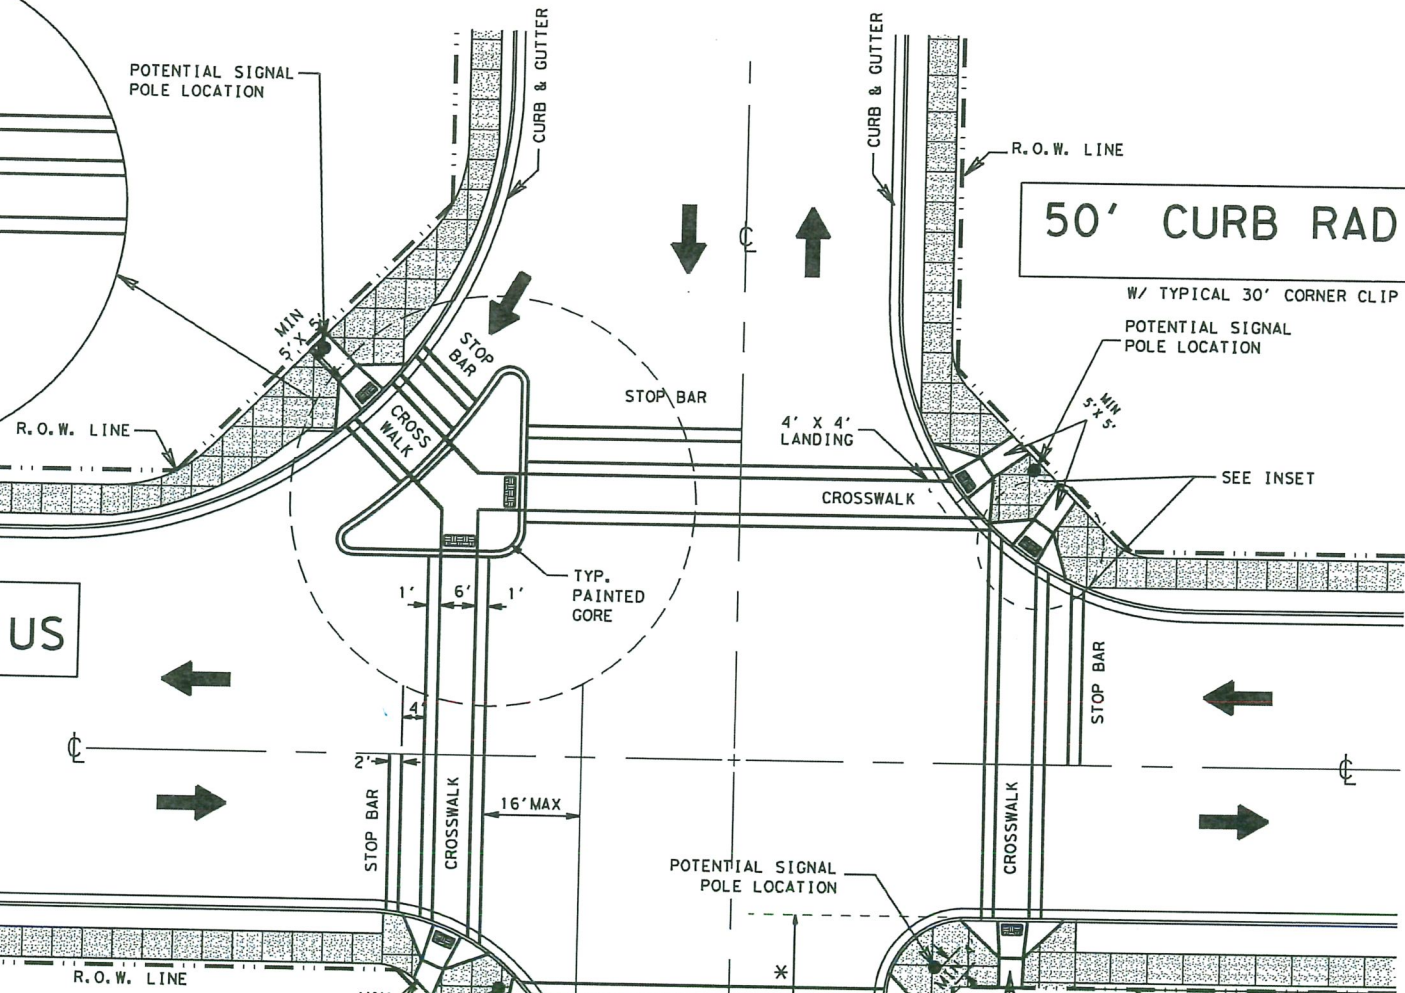 CURB & GUTTER
CURB & GUTTER
POTENTIAL SIGNAL
POLE LOCATION
R.O.W. LINE
50' CURB RAD
W/ TYPICAL 30' CORNER CLIP
POTENTIAL SIGNAL
POLE LOCATION
℄
MIN
5' X 5'
STOP
BAR
STOP BAR
MIN
5'X 5'
4' X 4'
LANDING
R.O.W. LINE
CROSS
WALK
CROSSWALK
SEE INSET
TYP.
PAINTED
GORE
1'
6'
1'
US
STOP BAR
4'
℄
2'
℄
STOP BAR
CROSSWALK
16'MAX
CROSSWALK
POTENTIAL SIGNAL
POLE LOCATION
R.O.W. LINE
*
MIN